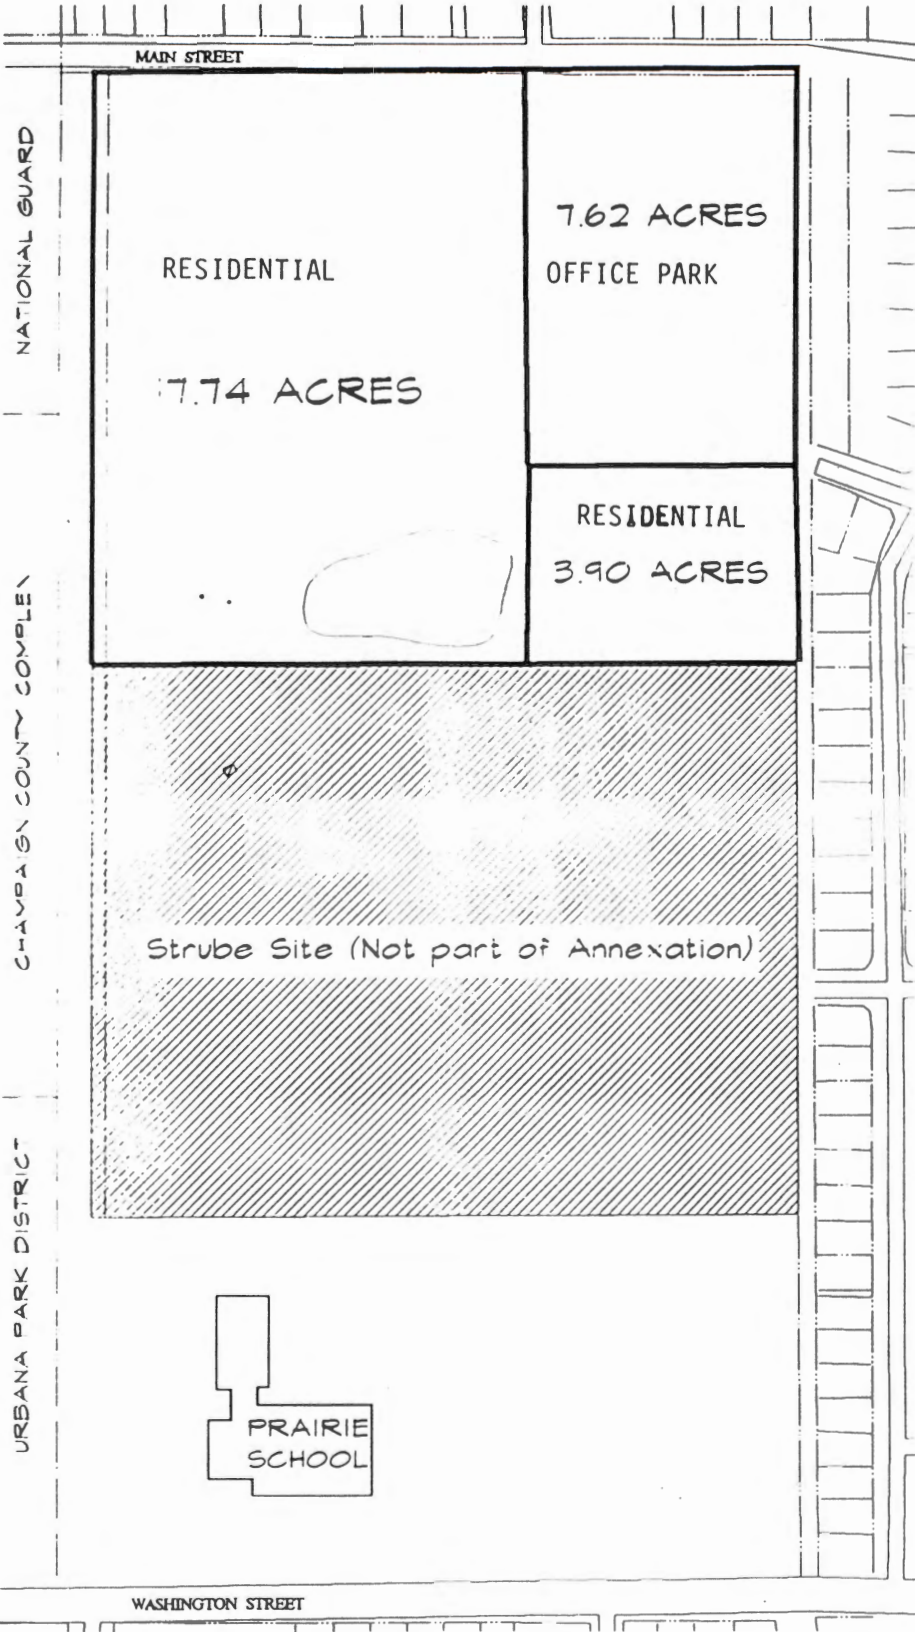 MAIN STREET
NATIONAL GUARD
7.62 ACRES
OFFICE PARK
RESIDENTIAL
17.74 ACRES
RESIDENTIAL
3.90 ACRES
CHAMPAIGN COUNTY COMPLEX
Strube Site (Not part of Annexation)
URBANA PARK DISTRICT
PRAIRIE
SCHOOL
WASHINGTON STREET